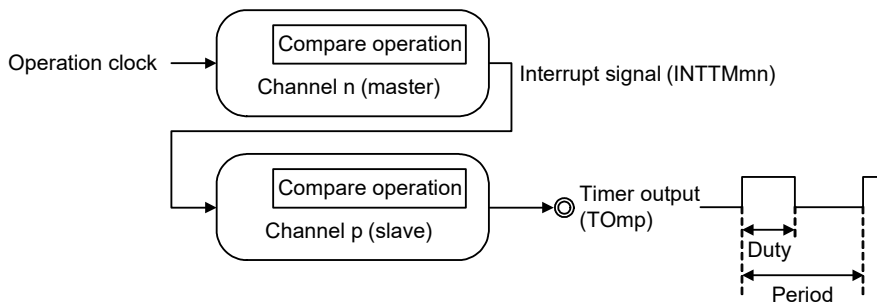 Compare operation
Operation clock
Channel n (master)
Interrupt signal (INTTMmn)
Compare operation
Channel p (slave)
Timer output
(TOmp)
Duty
Period